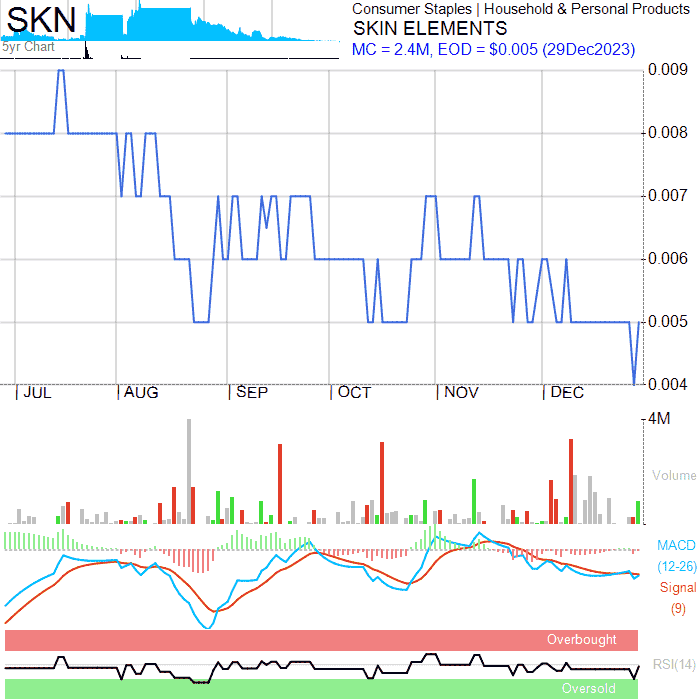 SKN
5yr Chart
Consumer Staples | Household & Personal Products
SKIN ELEMENTS
MC = 2.4M, EOD = $0.005 (29Dec2023)
0.009
0.008
0.007
0.006
0.005
0.004
| JUL | AUG | SEP | OCT | NOV | DEC
4M
Volume
MACD
(12-26)
Signal
(9)
Overbought
RSI(14)
Oversold